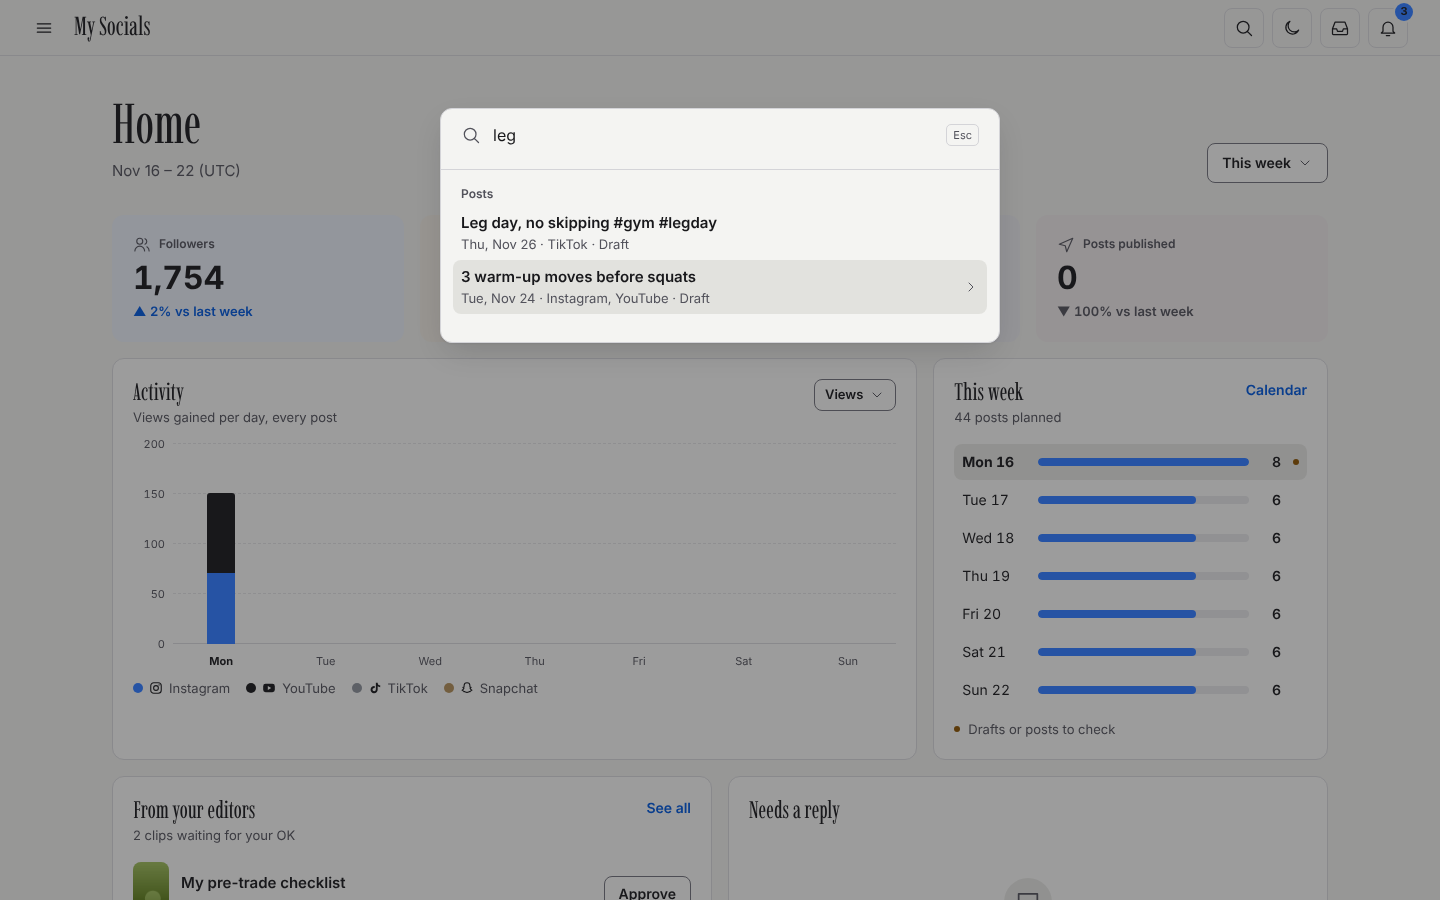 My Socials
3
Home
Nov 16 – 22 (UTC)
This week
leg
Esc
Posts
Leg day, no skipping #gym #legday
Thu, Nov 26 · TikTok · Draft
3 warm-up moves before squats
Tue, Nov 24 · Instagram, YouTube · Draft
Followers
1,754
▲ 2% vs last week
Posts published
0
▼ 100% vs last week
Activity
Views gained per day, every post
Views
200
150
100
50
0
Mon Tue Wed Thu Fri Sat Sun
Instagram YouTube TikTok Snapchat
This week
Calendar
44 posts planned
Mon 16 8
Tue 17 6
Wed 18 6
Thu 19 6
Fri 20 6
Sat 21 6
Sun 22 6
Drafts or posts to check
From your editors
See all
2 clips waiting for your OK
My pre-trade checklist
Approve
Needs a reply